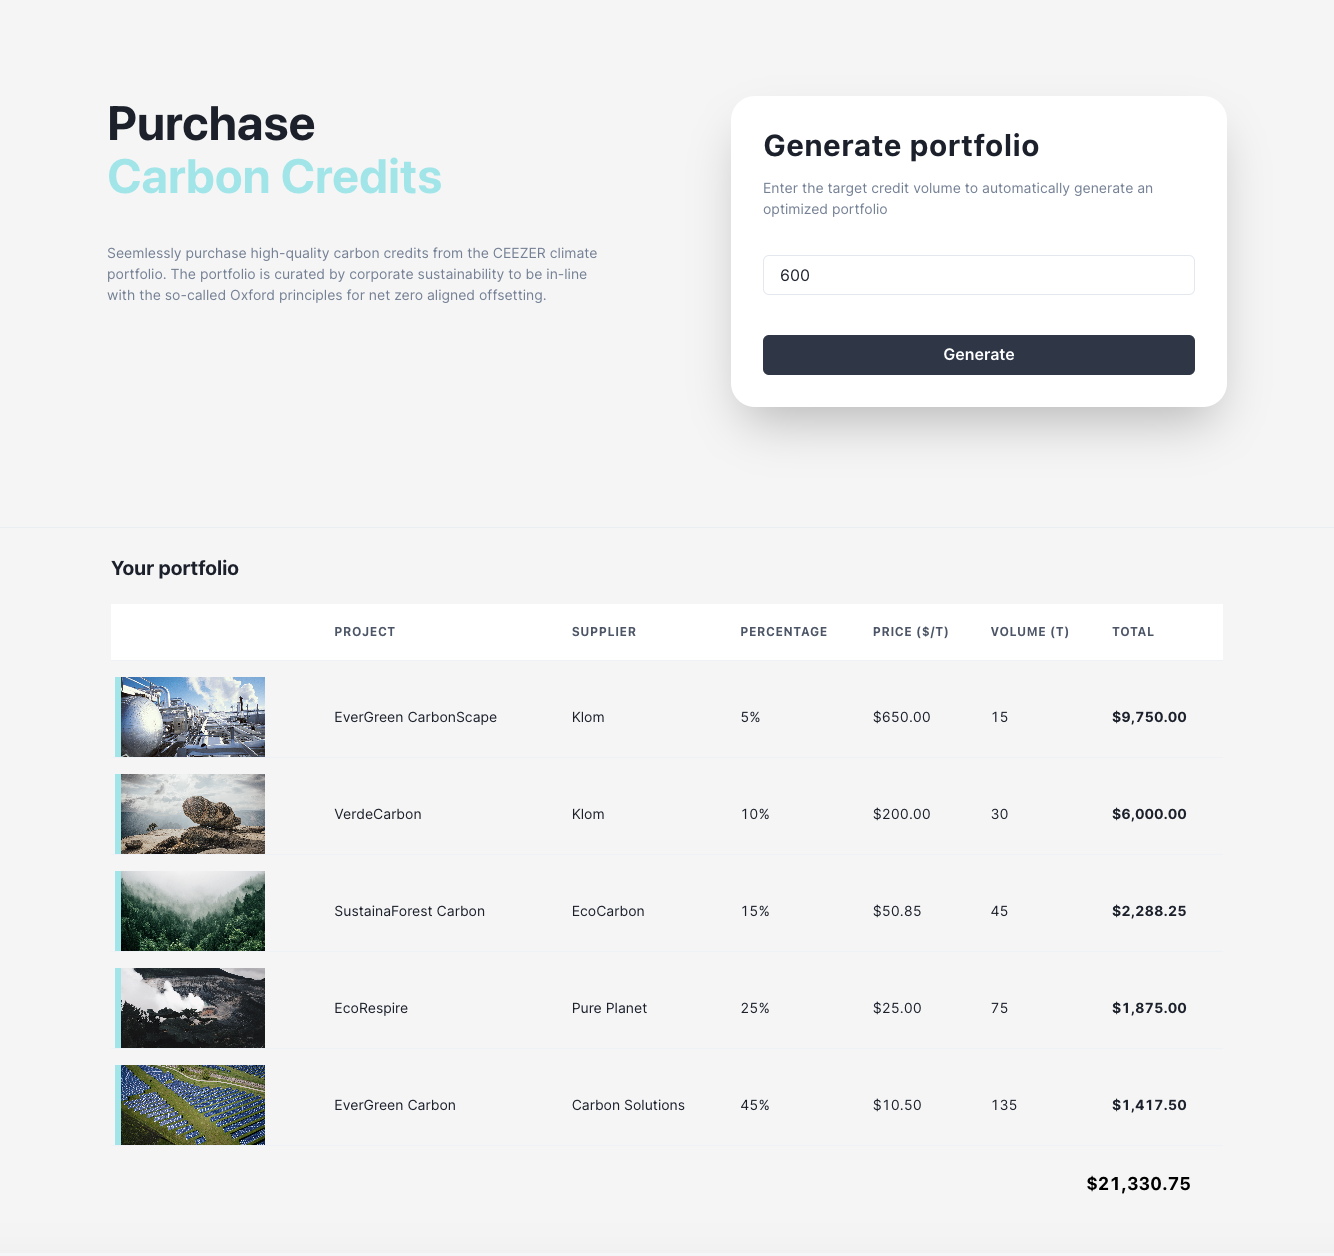 Purchase
Carbon Credits
Seemlessly purchase high-quality carbon credits from the CEEZER climate
portfolio. The portfolio is curated by corporate sustainability to be in-line
with the so-called Oxford principles for net zero aligned offsetting.
Generate portfolio
Enter the target credit volume to automatically generate an
optimized portfolio
600
Generate
Your portfolio
PROJECT SUPPLIER PERCENTAGE PRICE ($/T) VOLUME (T) TOTAL
EverGreen CarbonScape Klom 5% $650.00 15 $9,750.00
VerdeCarbon Klom 10% $200.00 30 $6,000.00
SustainaForest Carbon EcoCarbon 15% $50.85 45 $2,288.25
EcoRespire Pure Planet 25% $25.00 75 $1,875.00
EverGreen Carbon Carbon Solutions 45% $10.50 135 $1,417.50
$21,330.75